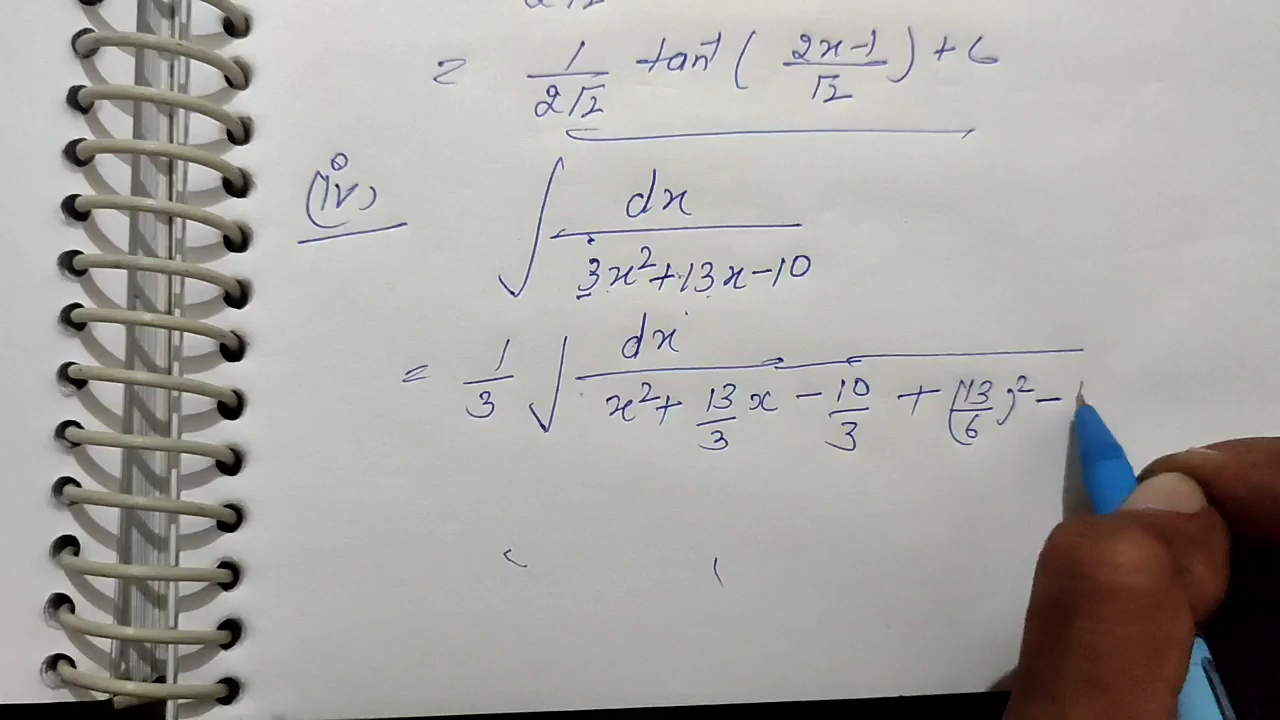 = 1/2√2 tan⁻¹( 2x-1/√2 ) + C
(iv) ∫ dx/3x²+13x-10
= 1/3 ∫ dx/x² + 13/3 x - 10/3 + (13/6)² -